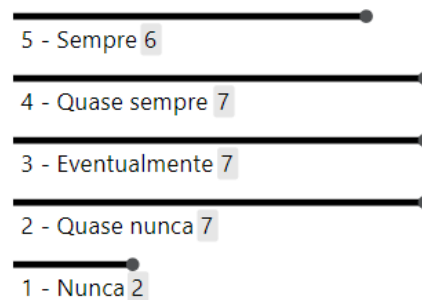 5 - Sempre 6
4 - Quase sempre 7
3 - Eventualmente 7
2 - Quase nunca 7
1 - Nunca 2